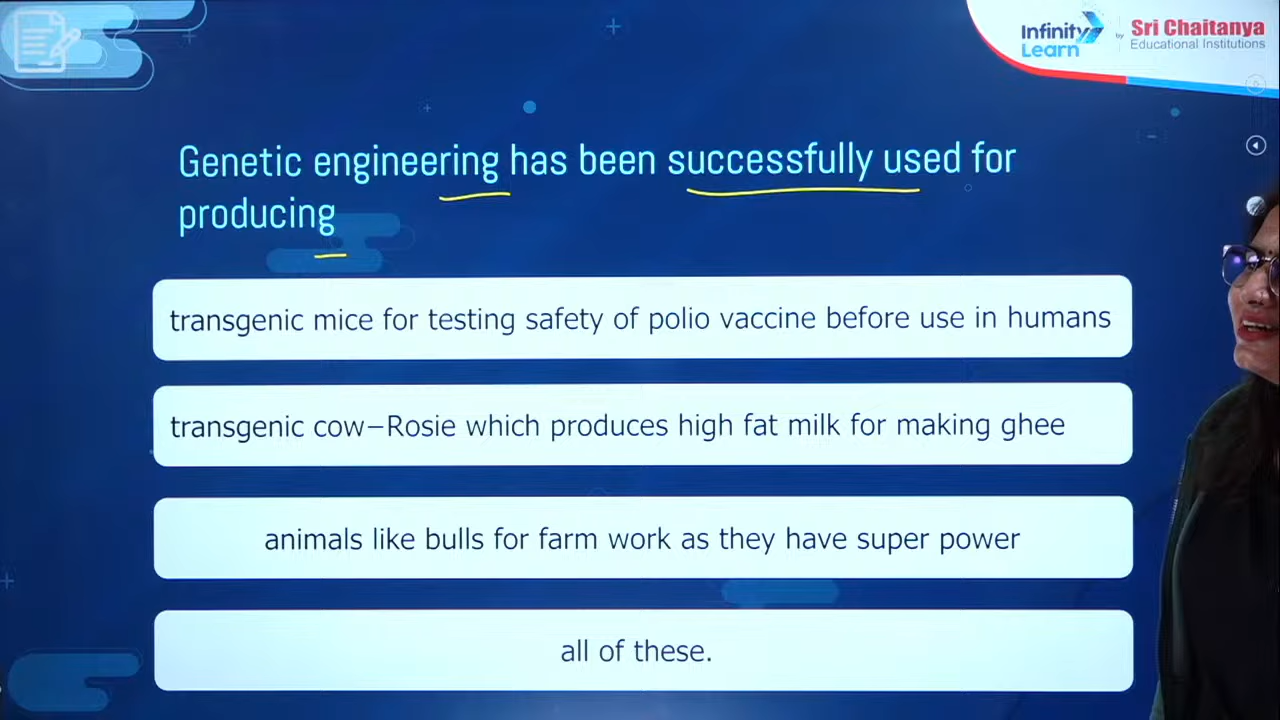 Infinity Learn by Sri Chaitanya Educational Institutions
Genetic engineering has been successfully used for
producing
transgenic mice for testing safety of polio vaccine before use in humans
transgenic cow–Rosie which produces high fat milk for making ghee
animals like bulls for farm work as they have super power
all of these.